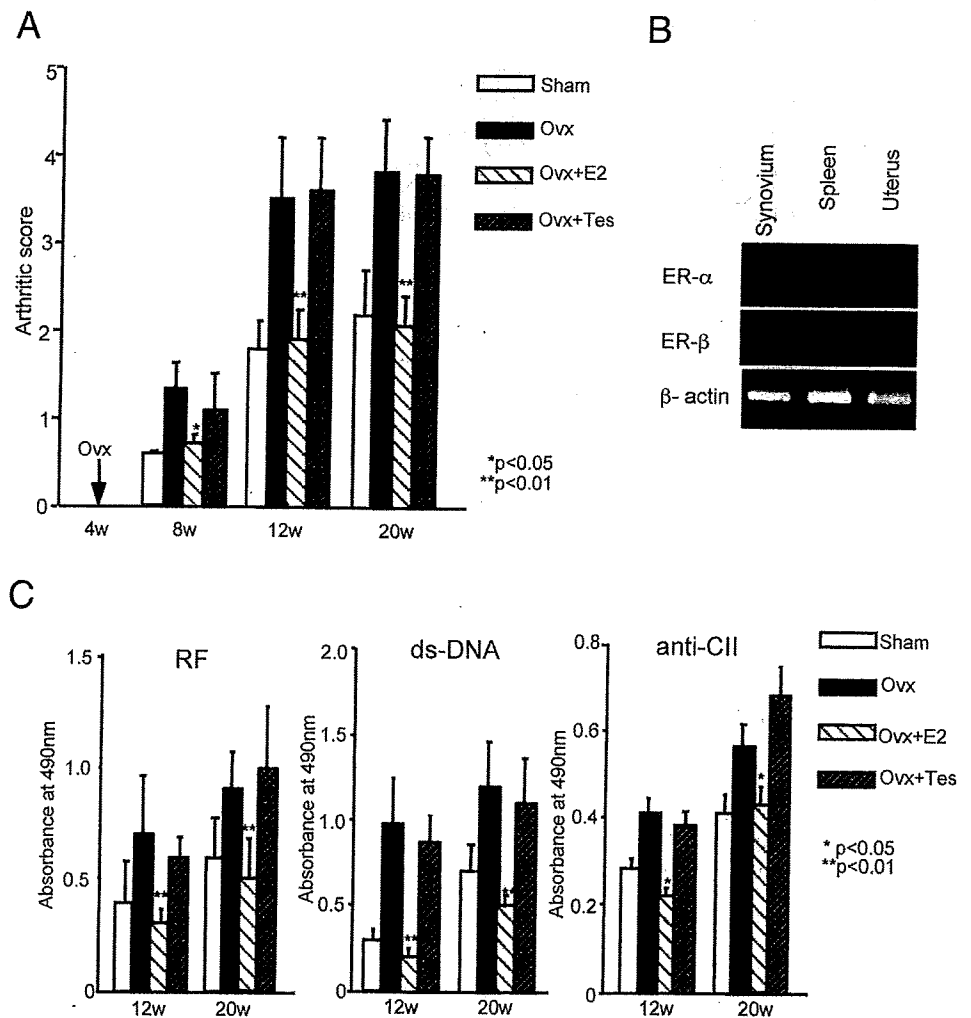 A
5
4
3
2
1
0
Arthritic score
Ovx
4w 8w 12w 20w
* ** **
Sham
Ovx
Ovx+E2
Ovx+Tes
*p<0.05
**p<0.01
B
Synovium Spleen Uterus
ER-α
ER-β
β- actin
C
RF
1.5
1.0
0.5
0
Absorbance at 490nm
** **
12w 20w
ds-DNA
2.0
1.5
1.0
0.5
0
Absorbance at 490nm
** **
12w 20w
anti-CII
0.8
0.6
0.4
0.2
0
Absorbance at 490nm
* *
12w 20w
Sham
Ovx
Ovx+E2
Ovx+Tes
* p<0.05
**p<0.01